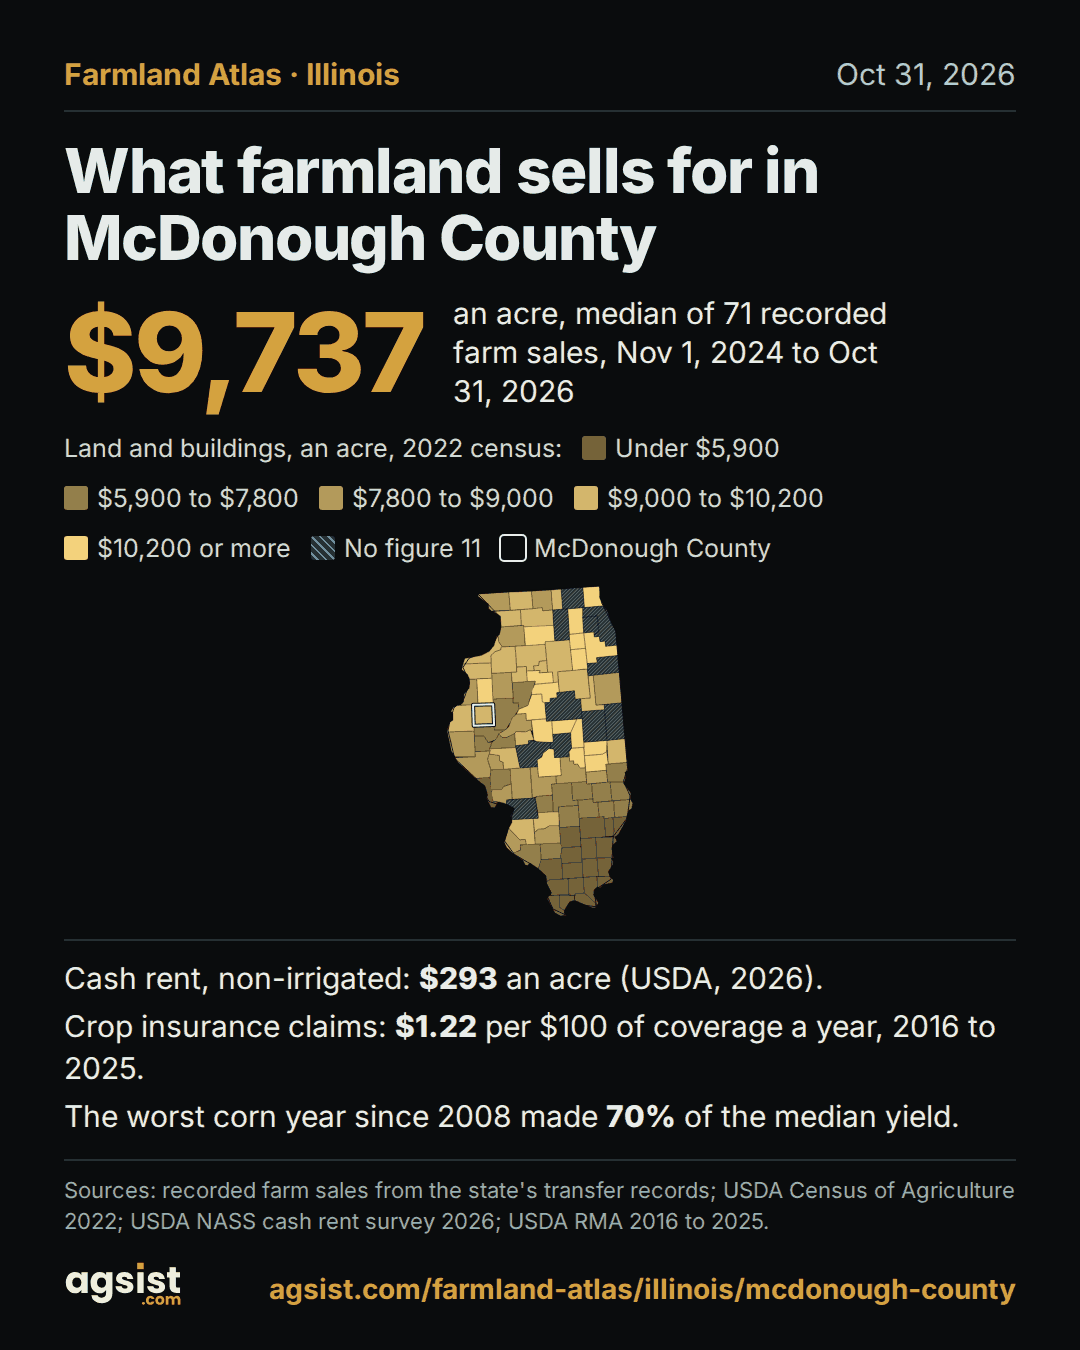 Farmland Atlas · Illinois
Oct 31, 2026
What farmland sells for in
McDonough County
$9,737
an acre, median of 71 recorded
farm sales, Nov 1, 2024 to Oct
31, 2026
Land and buildings, an acre, 2022 census: Under $5,900
$5,900 to $7,800 $7,800 to $9,000 $9,000 to $10,200
$10,200 or more No figure 11 McDonough County
Cash rent, non-irrigated: $293 an acre (USDA, 2026).
Crop insurance claims: $1.22 per $100 of coverage a year, 2016 to
2025.
The worst corn year since 2008 made 70% of the median yield.
Sources: recorded farm sales from the state's transfer records; USDA Census of Agriculture
2022; USDA NASS cash rent survey 2026; USDA RMA 2016 to 2025.
agsist
.com
agsist.com/farmland-atlas/illinois/mcdonough-county